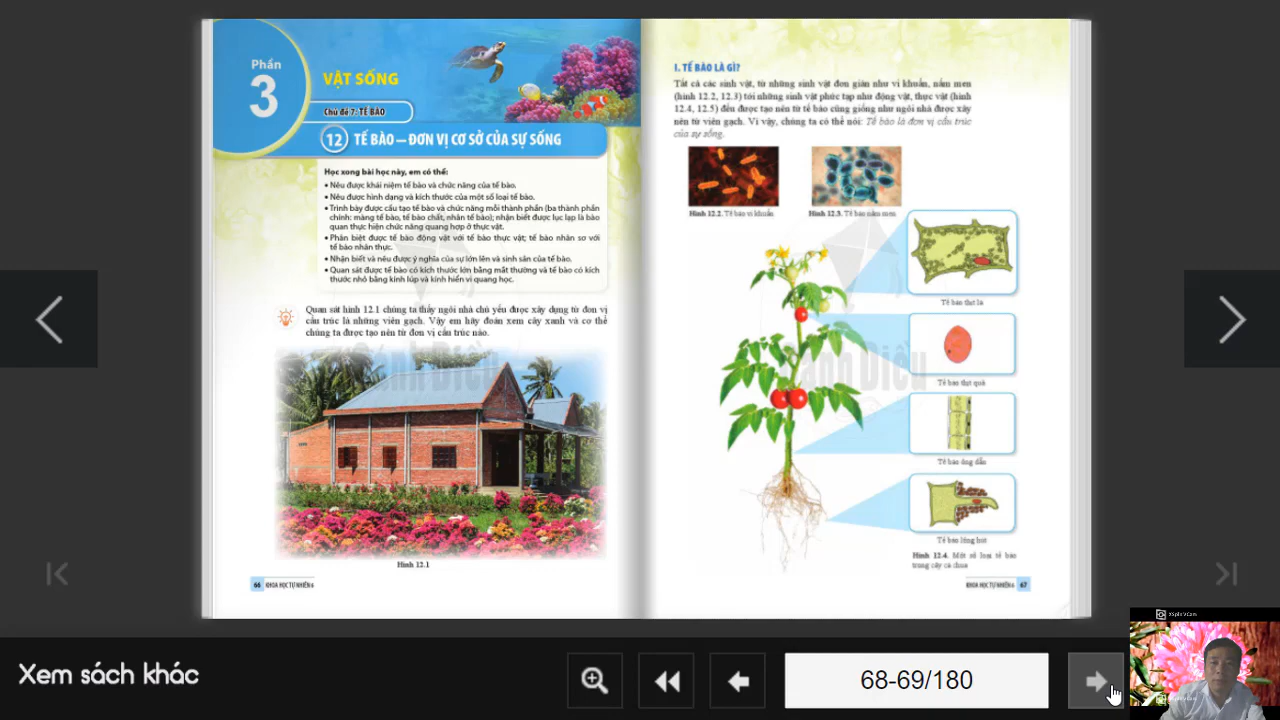 Phần
3
VẬT SỐNG
Chủ đề 7: TẾ BÀO
12 TẾ BÀO – ĐƠN VỊ CƠ SỞ CỦA SỰ SỐNG
Học xong bài học này, em có thể:
• Nêu được khái niệm tế bào và chức năng của tế bào.
• Nêu được hình dạng và kích thước của một số loại tế bào.
• Trình bày được cấu tạo tế bào và chức năng mỗi thành phần (ba thành phần
chính: màng tế bào, tế bào chất, nhân tế bào); nhận biết được lục lạp là bào
quan thực hiện chức năng quang hợp ở thực vật.
• Phân biệt được tế bào động vật với tế bào thực vật; tế bào nhân sơ với
tế bào nhân thực.
• Nhận biết và nêu được ý nghĩa của sự lớn lên và sinh sản của tế bào.
• Quan sát được tế bào có kích thước lớn bằng mắt thường và tế bào có kích
thước nhỏ bằng kính lúp và kính hiển vi quang học.
Quan sát hình 12.1 chúng ta thấy ngôi nhà chủ yếu được xây dựng từ đơn vị
cấu trúc là những viên gạch. Vậy em hãy đoán xem cây xanh và cơ thể
chúng ta được tạo nên từ đơn vị cấu trúc nào.
Cánh Diều
Hình 12.1
66 KHOA HỌC TỰ NHIÊN 6
I. TẾ BÀO LÀ GÌ?
Tất cả các sinh vật, từ những sinh vật đơn giản như vi khuẩn, nấm men
(hình 12.2, 12.3) tới những sinh vật phức tạp như động vật, thực vật (hình
12.4, 12.5) đều được tạo nên từ tế bào cũng giống như ngôi nhà được xây
nên từ viên gạch. Vì vậy, chúng ta có thể nói: Tế bào là đơn vị cấu trúc
của sự sống.
Hình 12.2. Tế bào vi khuẩn
Hình 12.3. Tế bào nấm men
Tế bào thịt lá
Tế bào thịt quả
Cánh Diều
Tế bào ống dẫn
Tế bào lông hút
Hình 12.4. Một số loại tế bào
trong cây cà chua
KHOA HỌC TỰ NHIÊN 6 67
Xem sách khác
68-69/180
XSplit VCam